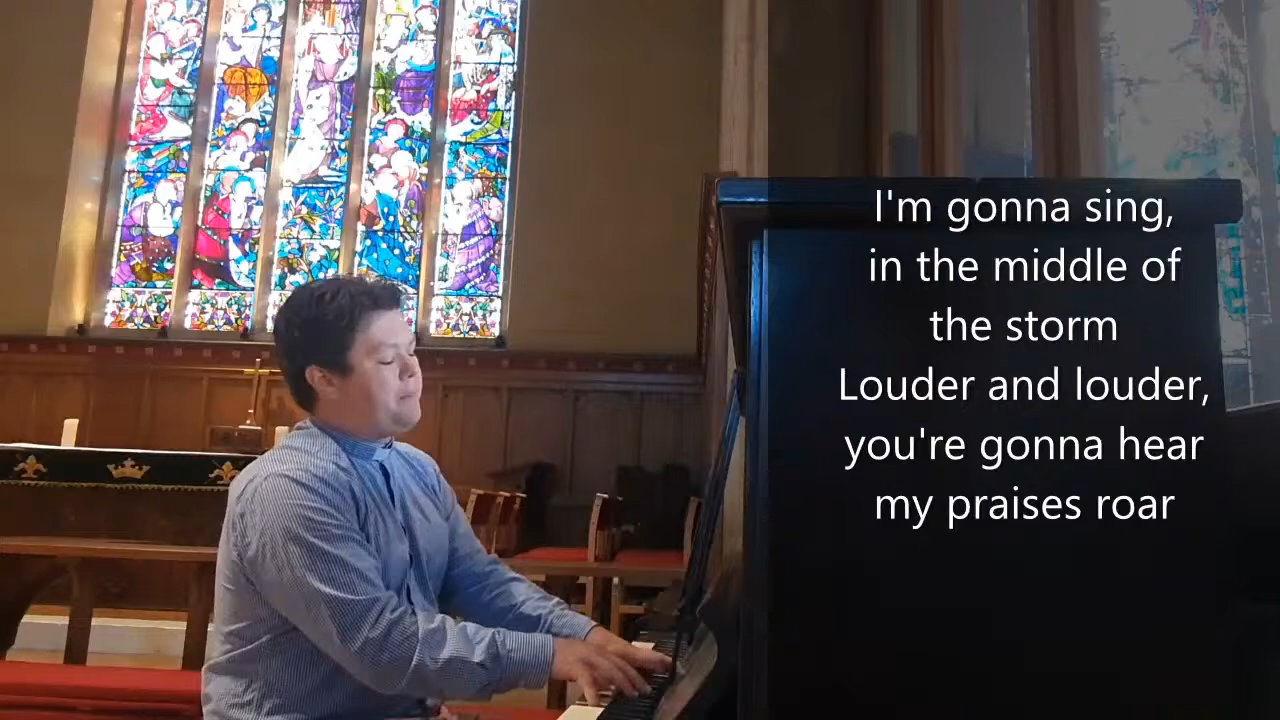 I'm gonna sing,
in the middle of
the storm
Louder and louder,
you're gonna hear
my praises roar